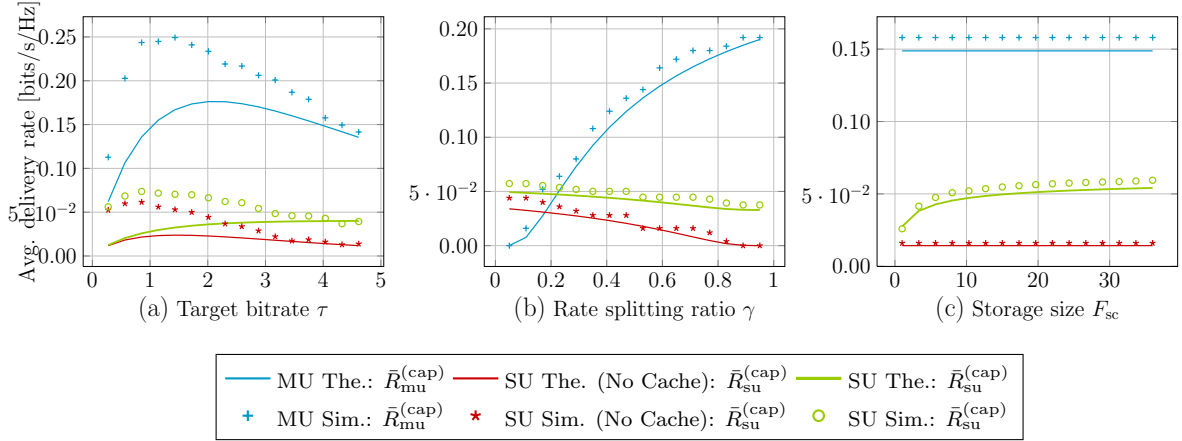 Avg. delivery rate [bits/s/Hz]
0.25
0.20
0.15
0.10
5 · 10⁻²
0.00
0 1 2 3 4 5
(a) Target bitrate τ
0.20
0.15
0.10
5 · 10⁻²
0.00
0 0.2 0.4 0.6 0.8 1
(b) Rate splitting ratio γ
0.15
0.10
5 · 10⁻²
0.00
0 10 20 30
(c) Storage size F_sc
MU The.: R̄_mu^(cap) SU The. (No Cache): R̄_su^(cap) SU The.: R̄_su^(cap)
MU Sim.: R̄_mu^(cap) SU Sim. (No Cache): R̄_su^(cap) SU Sim.: R̄_su^(cap)